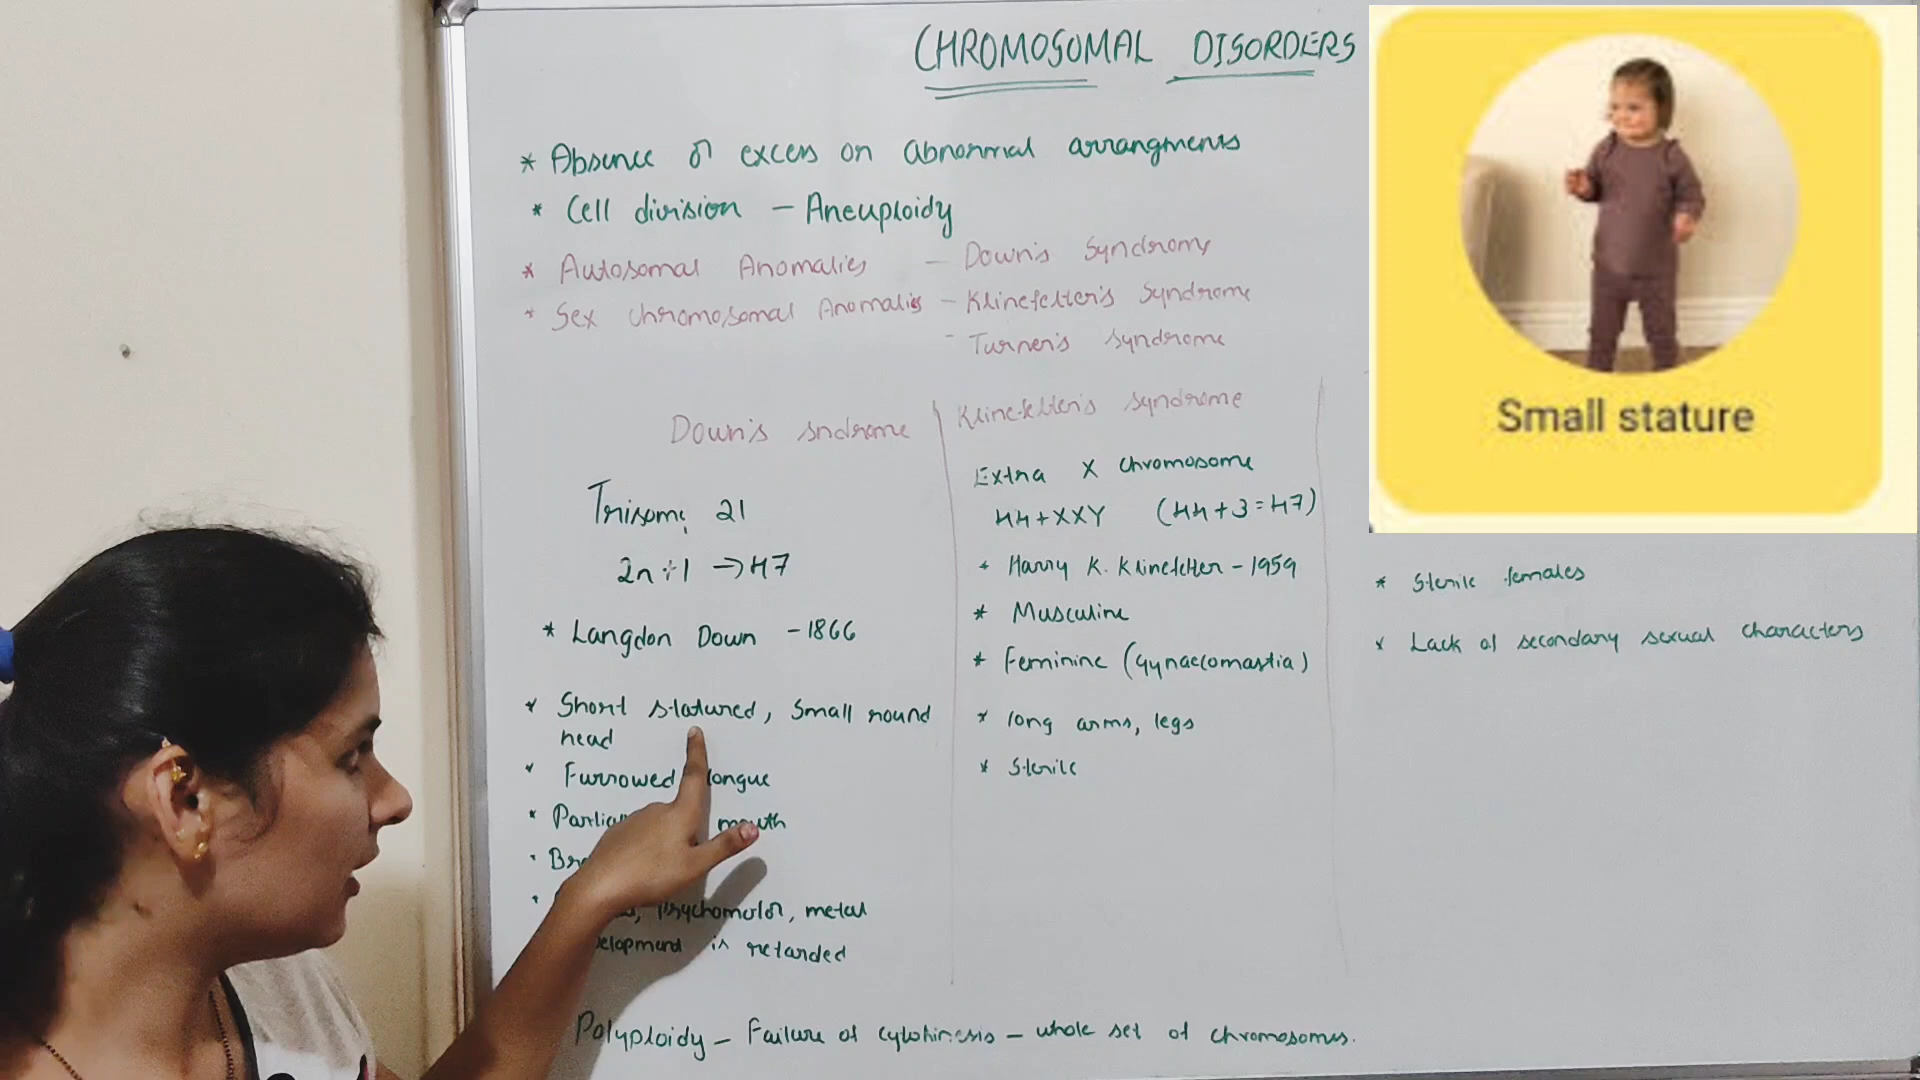 CHROMOSOMAL DISORDERS
* Absence or excess or abnormal arrangments
* Cell division - Aneuploidy
* Autosomal Anomalies - Down's Syndrome
* Sex chromosomal Anomalies - Klinefelter's Syndrome
- Turner's syndrome
Down's sndrome
Trisomy 21
2n+1 → 47
* Langdon Down - 1866
* Short statured, Small round
head
* Furrowed tongue
mouth
Psychomotor, metal
is retarded
Klinefelter's syndrome
Extra X chromosome
44+XXY (44+3=47)
* Harry K. Klinefelter - 1959
* Musculine
* Feminine (Gynaecomastia)
* long arms, legs
* Sterile
Small stature
* Sterile females
* Lack of secondary sexual characters
Polyploidy - Failure of cytokinesis - whole set of chromosomes.